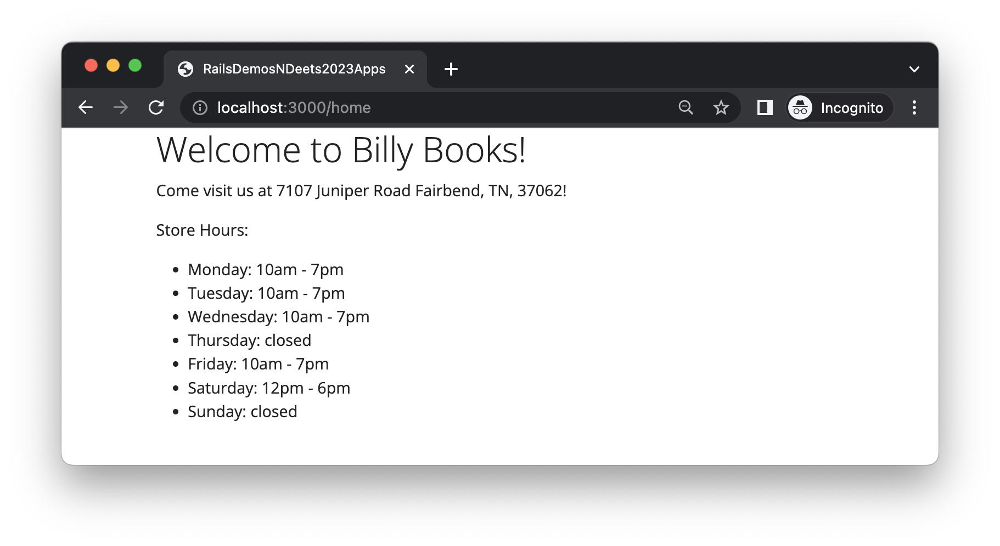 RailsDemosNDeets2023Apps
localhost:3000/home
Incognito
Welcome to Billy Books!
Come visit us at 7107 Juniper Road Fairbend, TN, 37062!
Store Hours:
Monday: 10am - 7pm
Tuesday: 10am - 7pm
Wednesday: 10am - 7pm
Thursday: closed
Friday: 10am - 7pm
Saturday: 12pm - 6pm
Sunday: closed